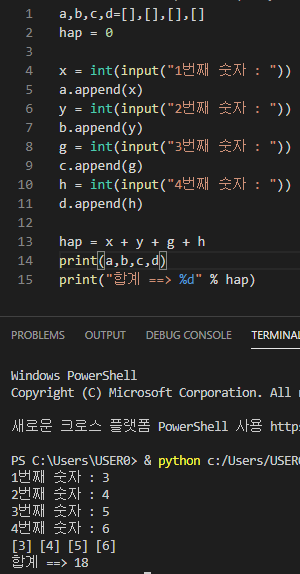 1 a,b,c,d=[],[],[],[]
2 hap = 0
3
4 x = int(input("1번째 숫자 : "))
5 a.append(x)
6 y = int(input("2번째 숫자 : "))
7 b.append(y)
8 g = int(input("3번째 숫자 : "))
9 c.append(g)
10 h = int(input("4번째 숫자 : "))
11 d.append(h)
12
13 hap = x + y + g + h
14 print(a,b,c,d)
15 print("합계 ==> %d" % hap)
PROBLEMS OUTPUT DEBUG CONSOLE TERMINAL
Windows PowerShell
Copyright (C) Microsoft Corporation. All
새로운 크로스 플랫폼 PowerShell 사용
PS C:\Users\USER0> & python c:/Users/USER0
1번째 숫자 : 3
2번째 숫자 : 4
3번째 숫자 : 5
4번째 숫자 : 6
[3] [4] [5] [6]
합계 ==> 18